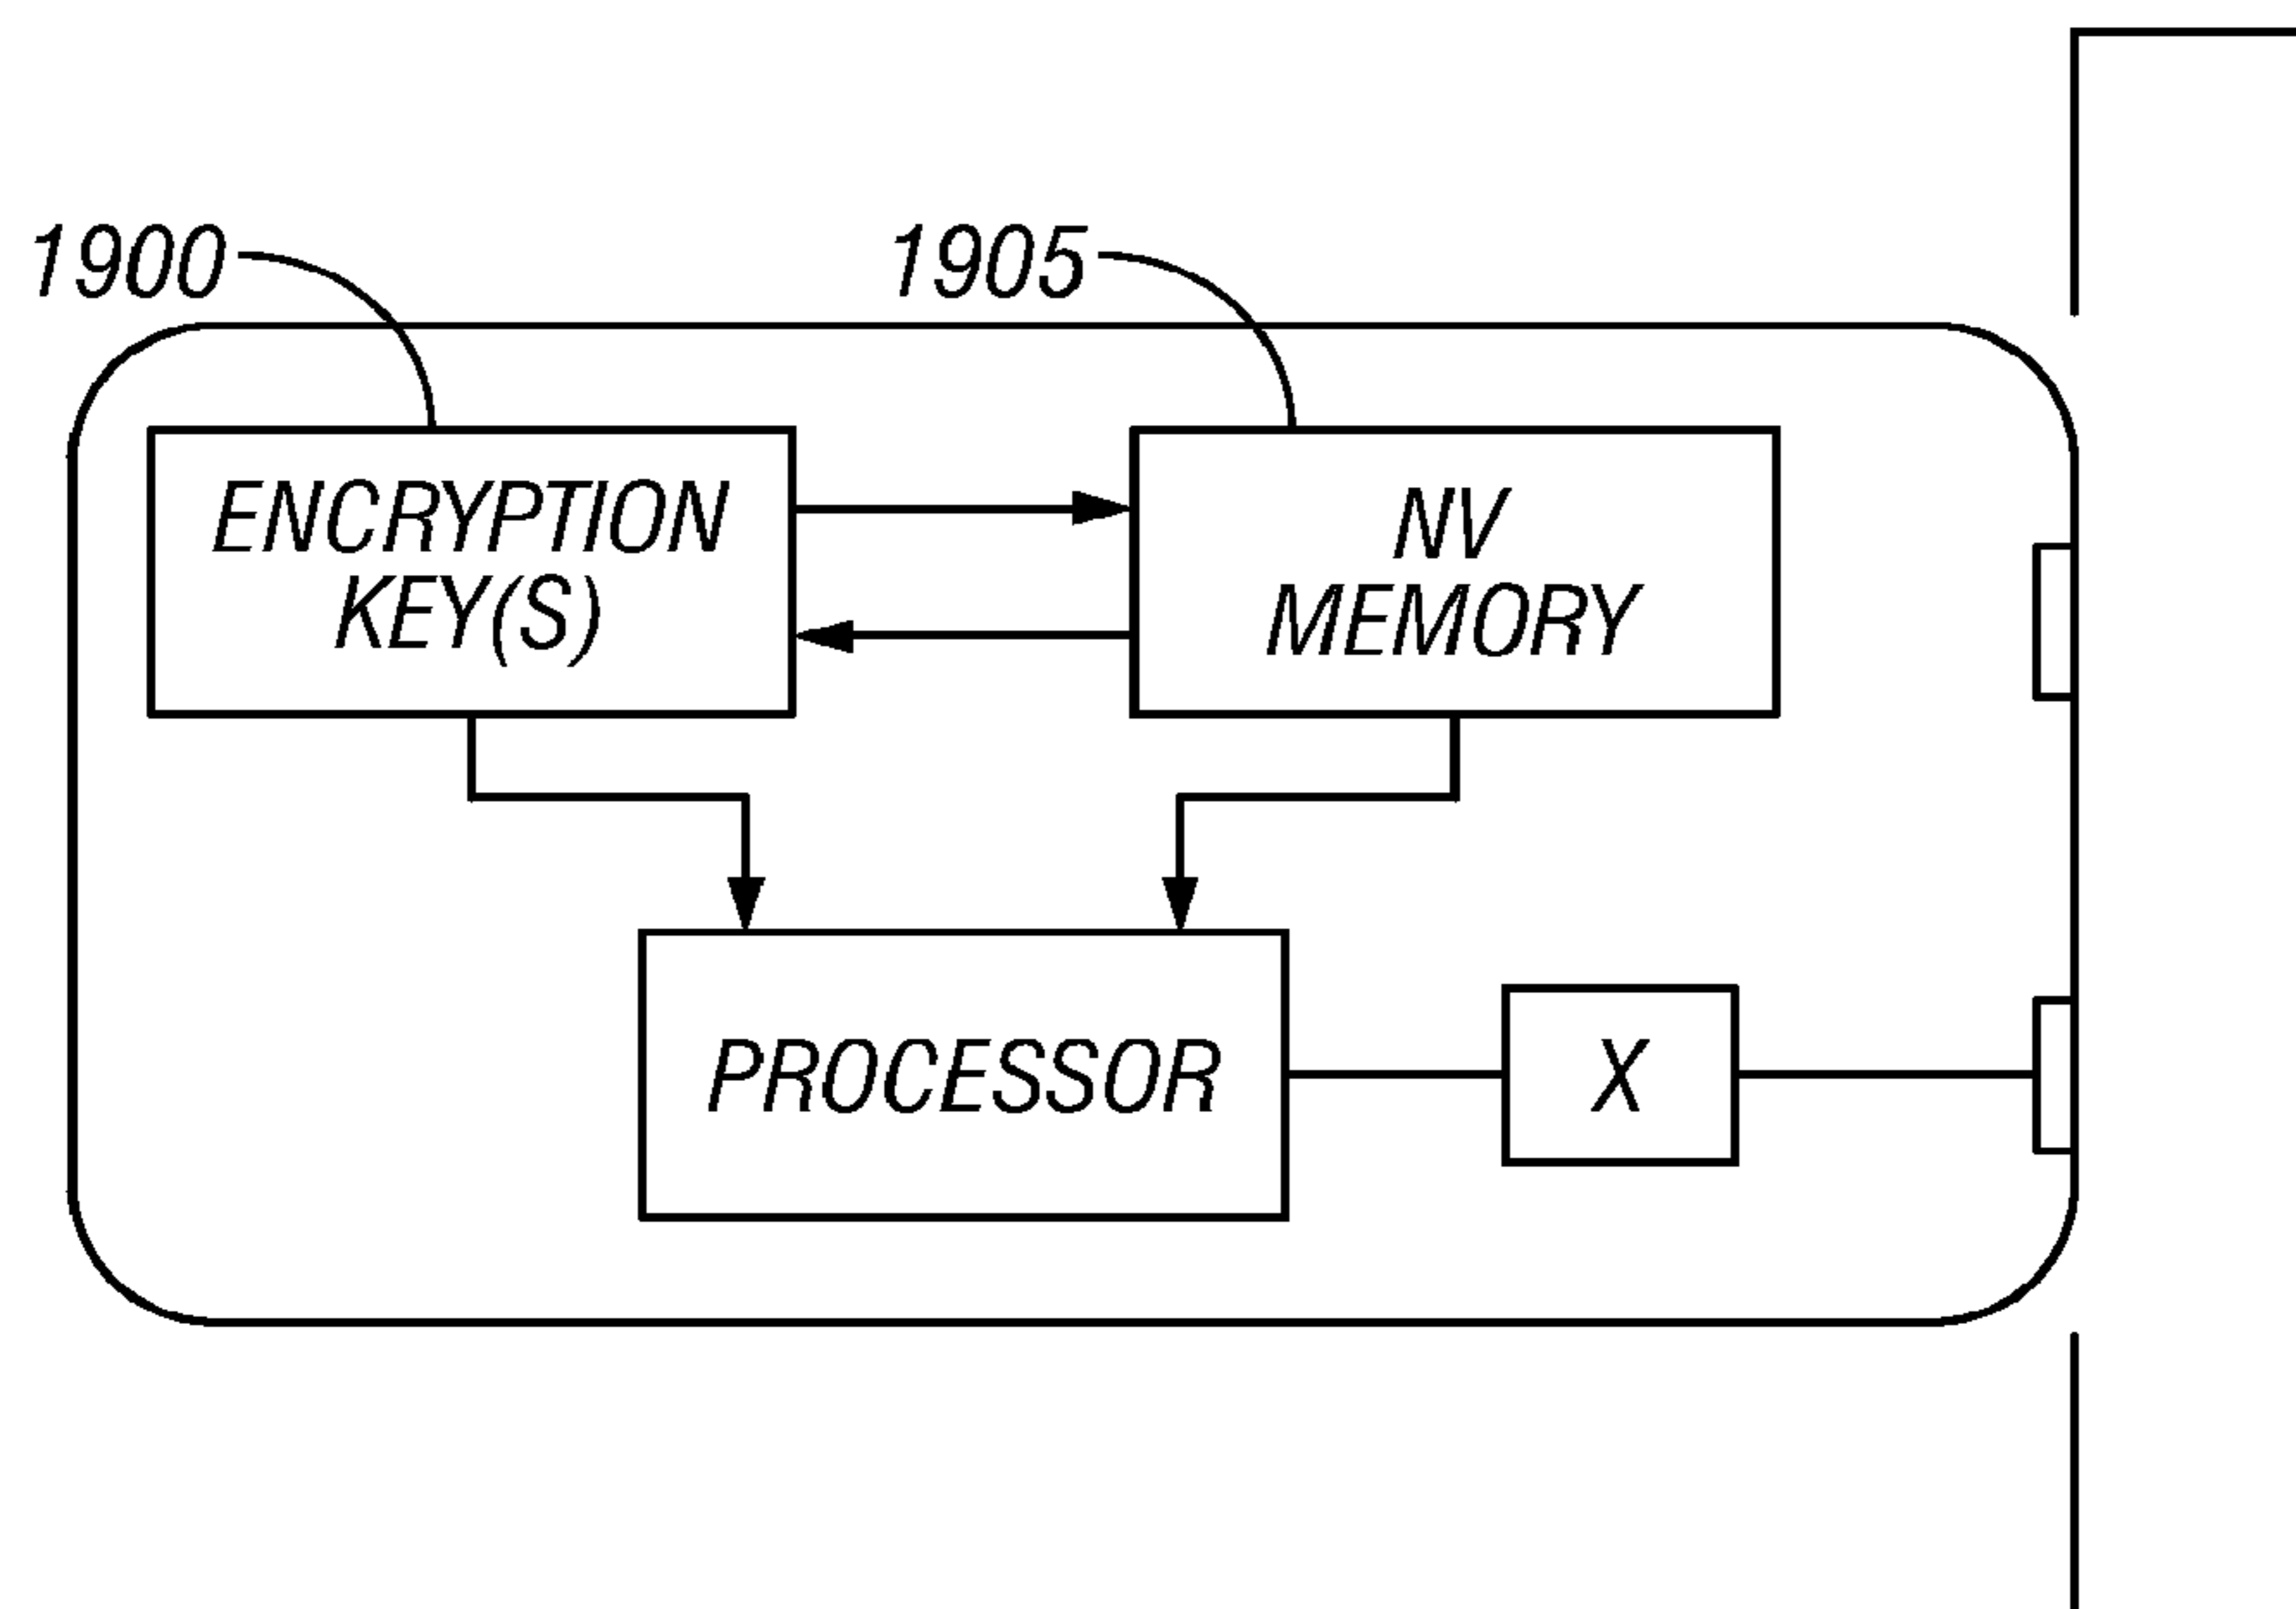 1900
1905
ENCRYPTION
KEY(S)
NV
MEMORY
PROCESSOR
X